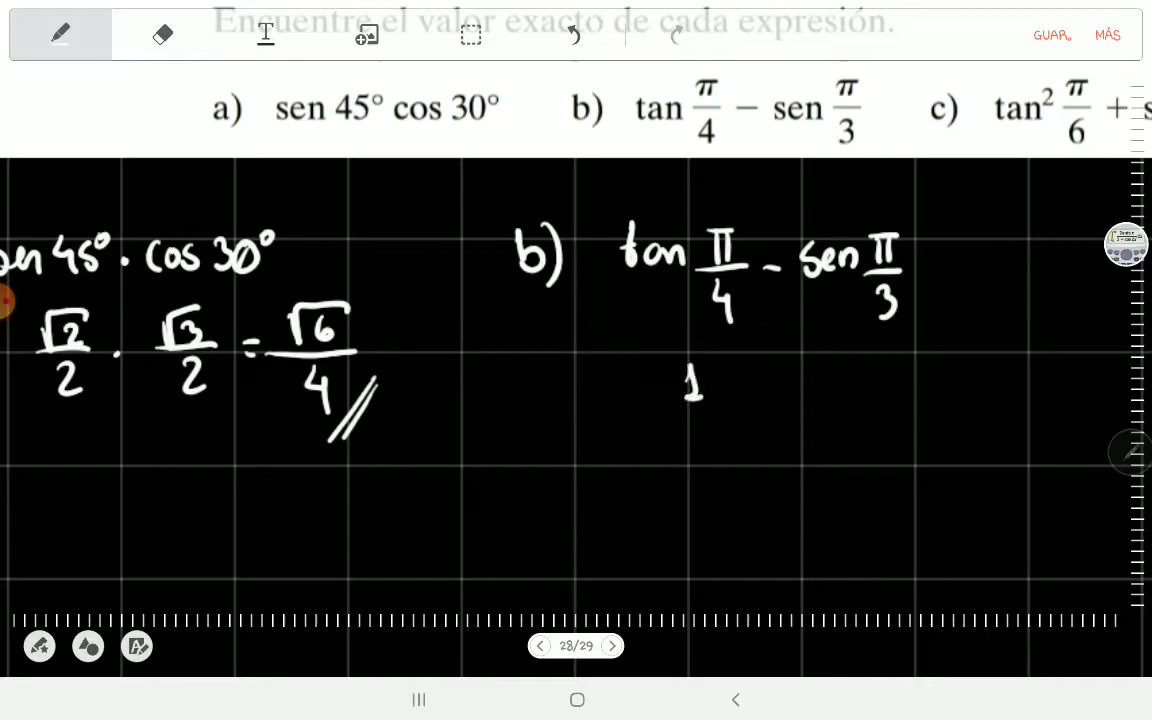 Encuentre el valor exacto de cada expresión.
GUAR. MÁS
a) sen 45° cos 30° b) tan π/4 − sen π/3 c) tan² π/6 +
sen 45° · cos 30° b) tan π/4 - sen π/3
√2/2 · √3/2 = √6/4 1
28/29